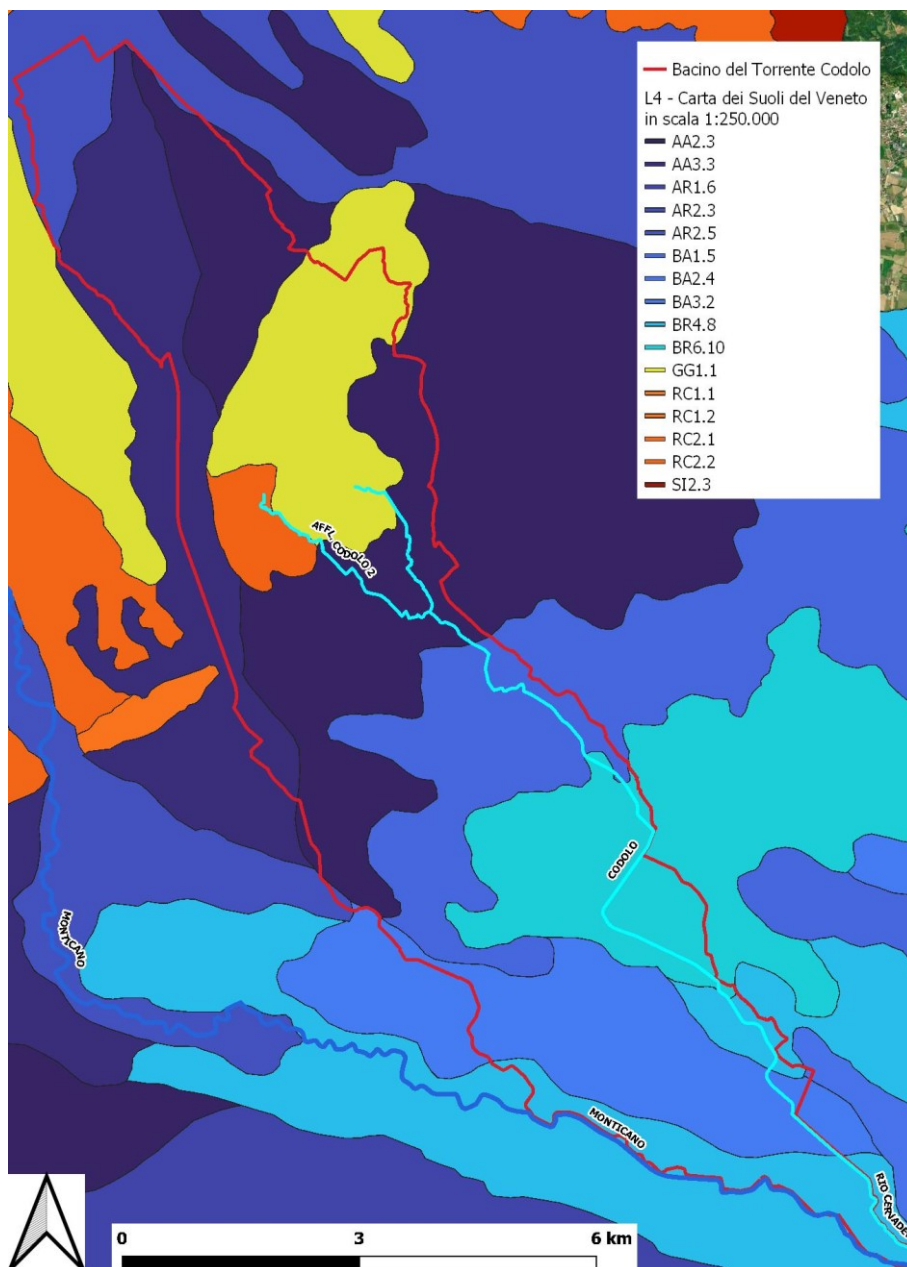 Bacino del Torrente Codolo
L4 - Carta dei Suoli del Veneto
in scala 1:250.000
AA2.3
AA3.3
AR1.6
AR2.3
AR2.5
BA1.5
BA2.4
BA3.2
BR4.8
BR6.10
GG1.1
RC1.1
RC1.2
RC2.1
RC2.2
SI2.3
AFFL. CODOLO 2
CODOLO
MONTICANO
MONTICANO
RIO
0 3 6 km